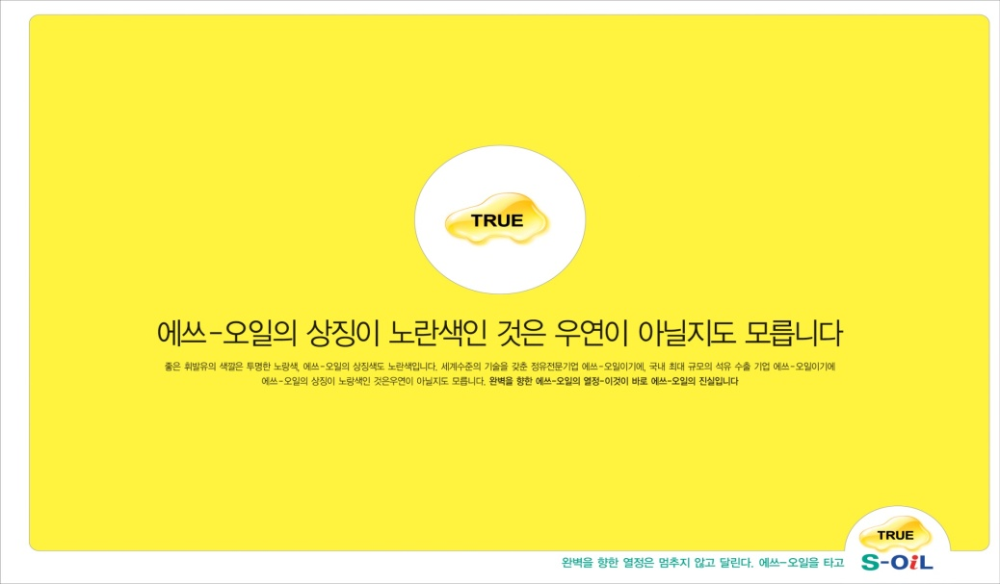 TRUE
에쓰-오일의 상징이 노란색인 것은 우연이 아닐지도 모릅니다
좋은 휘발유의 색깔은 투명한 노랑색, 에쓰-오일의 상징색도 노란색입니다. 세계수준의 기술을 갖춘 정유전문기업 에쓰-오일이기에, 국내 최대 규모의 석유 수출 기업 에쓰-오일이기에
에쓰-오일의 상징이 노랑색인 것은우연이 아닐지도 모릅니다. 완벽을 향한 에쓰-오일의 열정-이것이 바로 에쓰-오일의 진실입니다
TRUE
완벽을 향한 열정은 멈추지 않고 달린다. 에쓰-오일을 타고
S-OiL